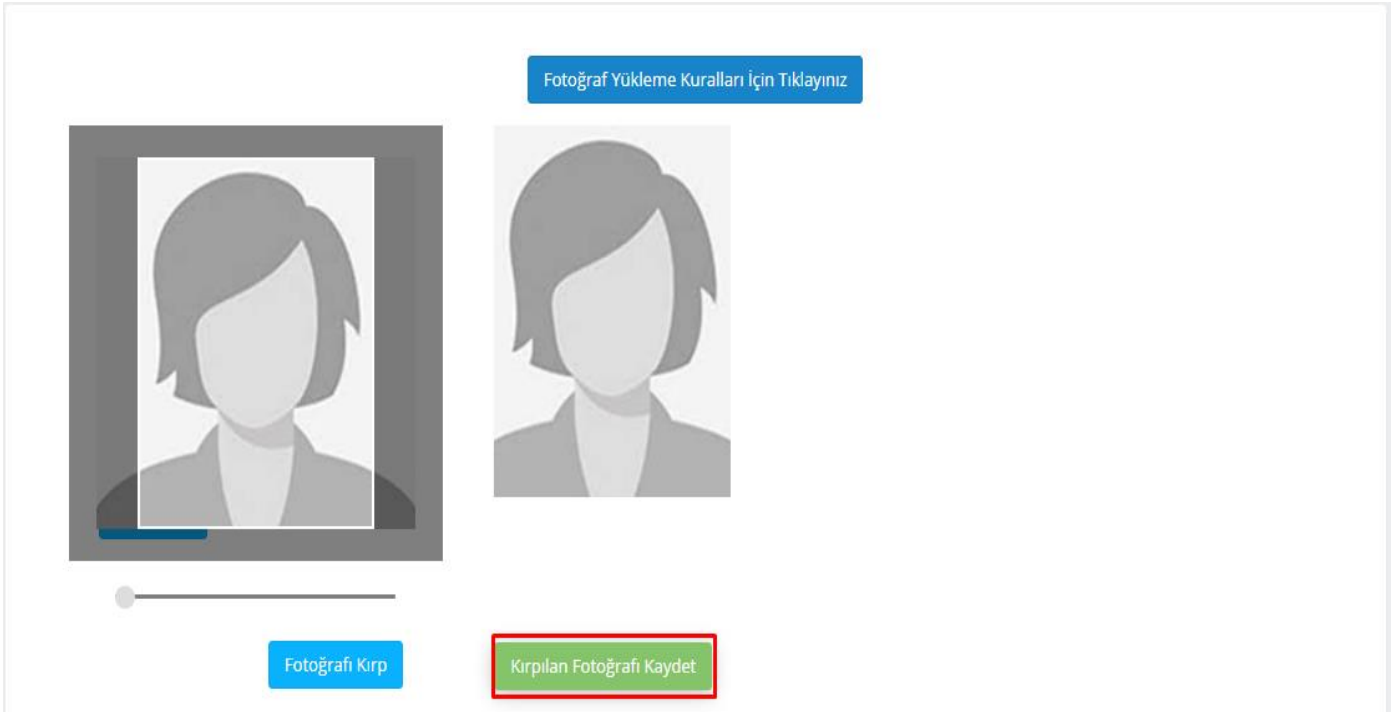 Fotoğraf Yükleme Kuralları İçin Tıklayınız
Fotoğrafı Kırp
Kırpılan Fotoğrafı Kaydet